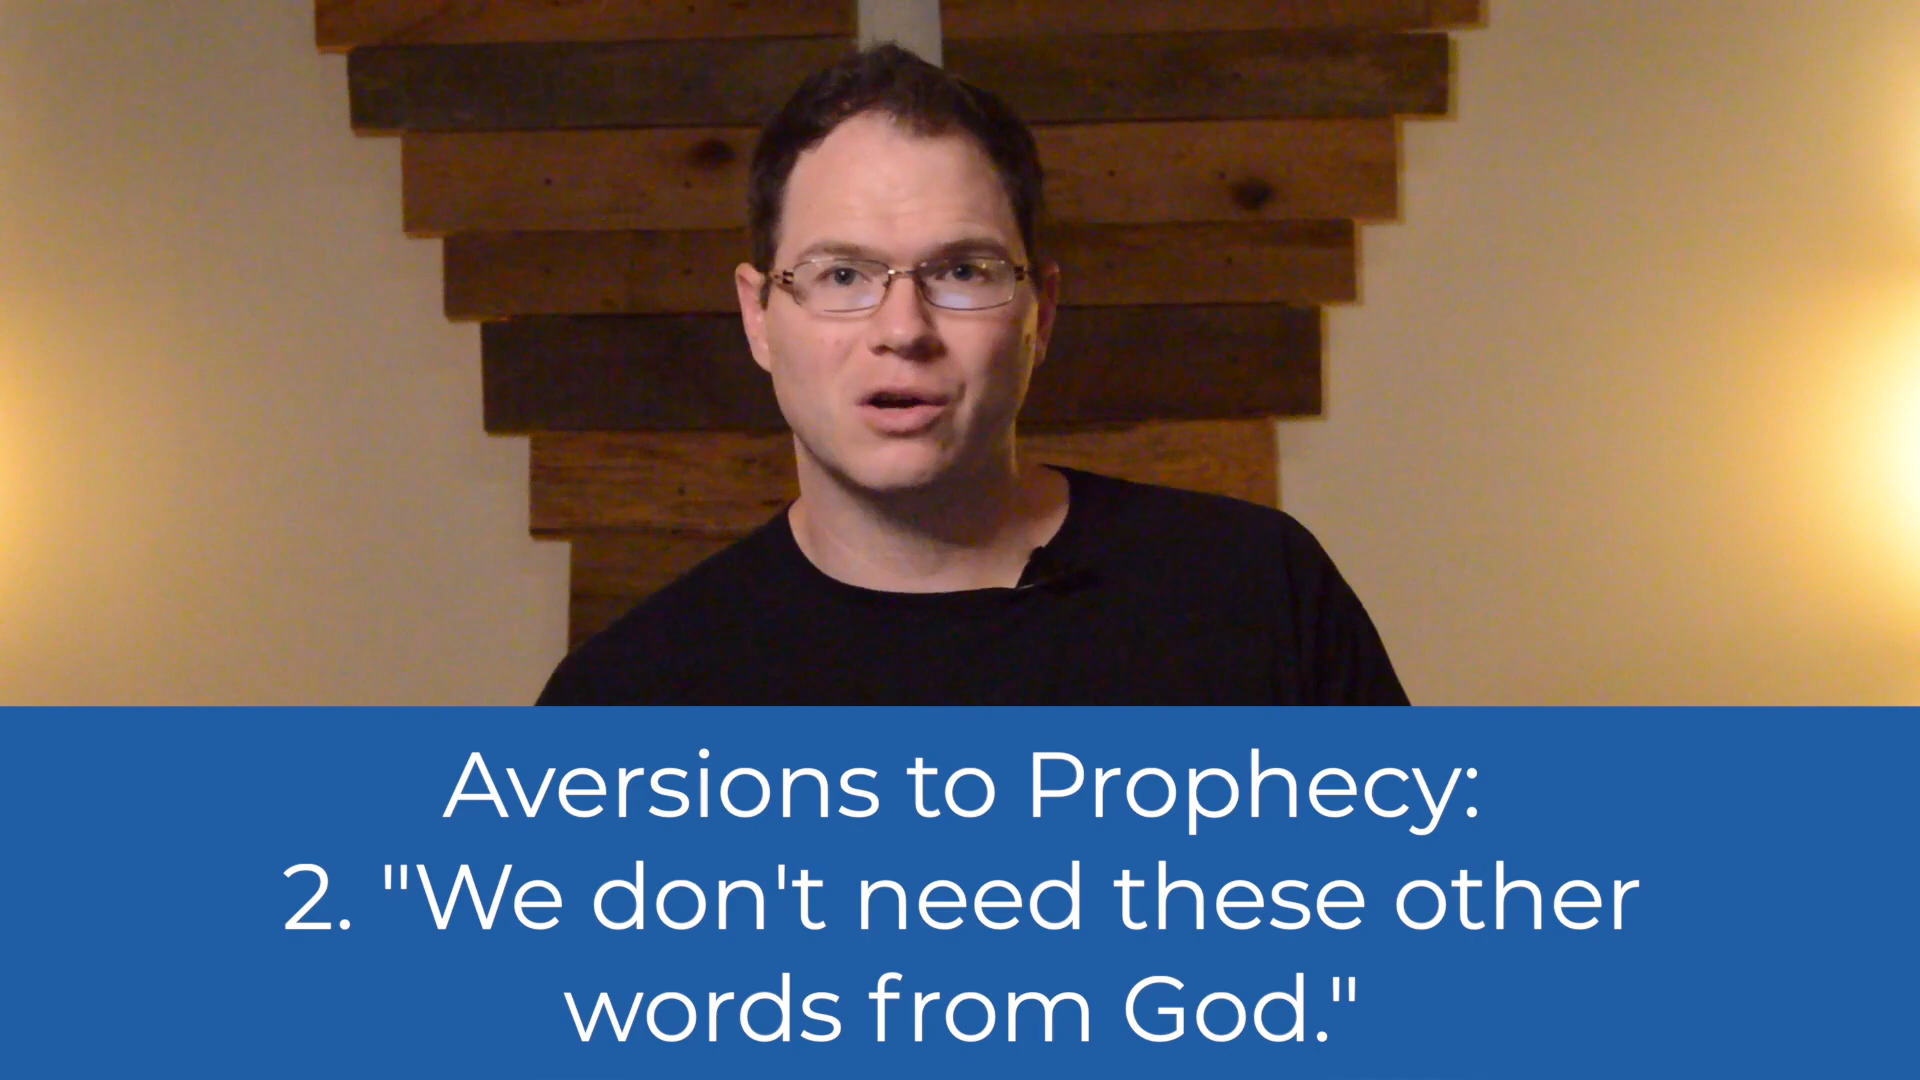 Aversions to Prophecy:
2. "We don't need these other
words from God."